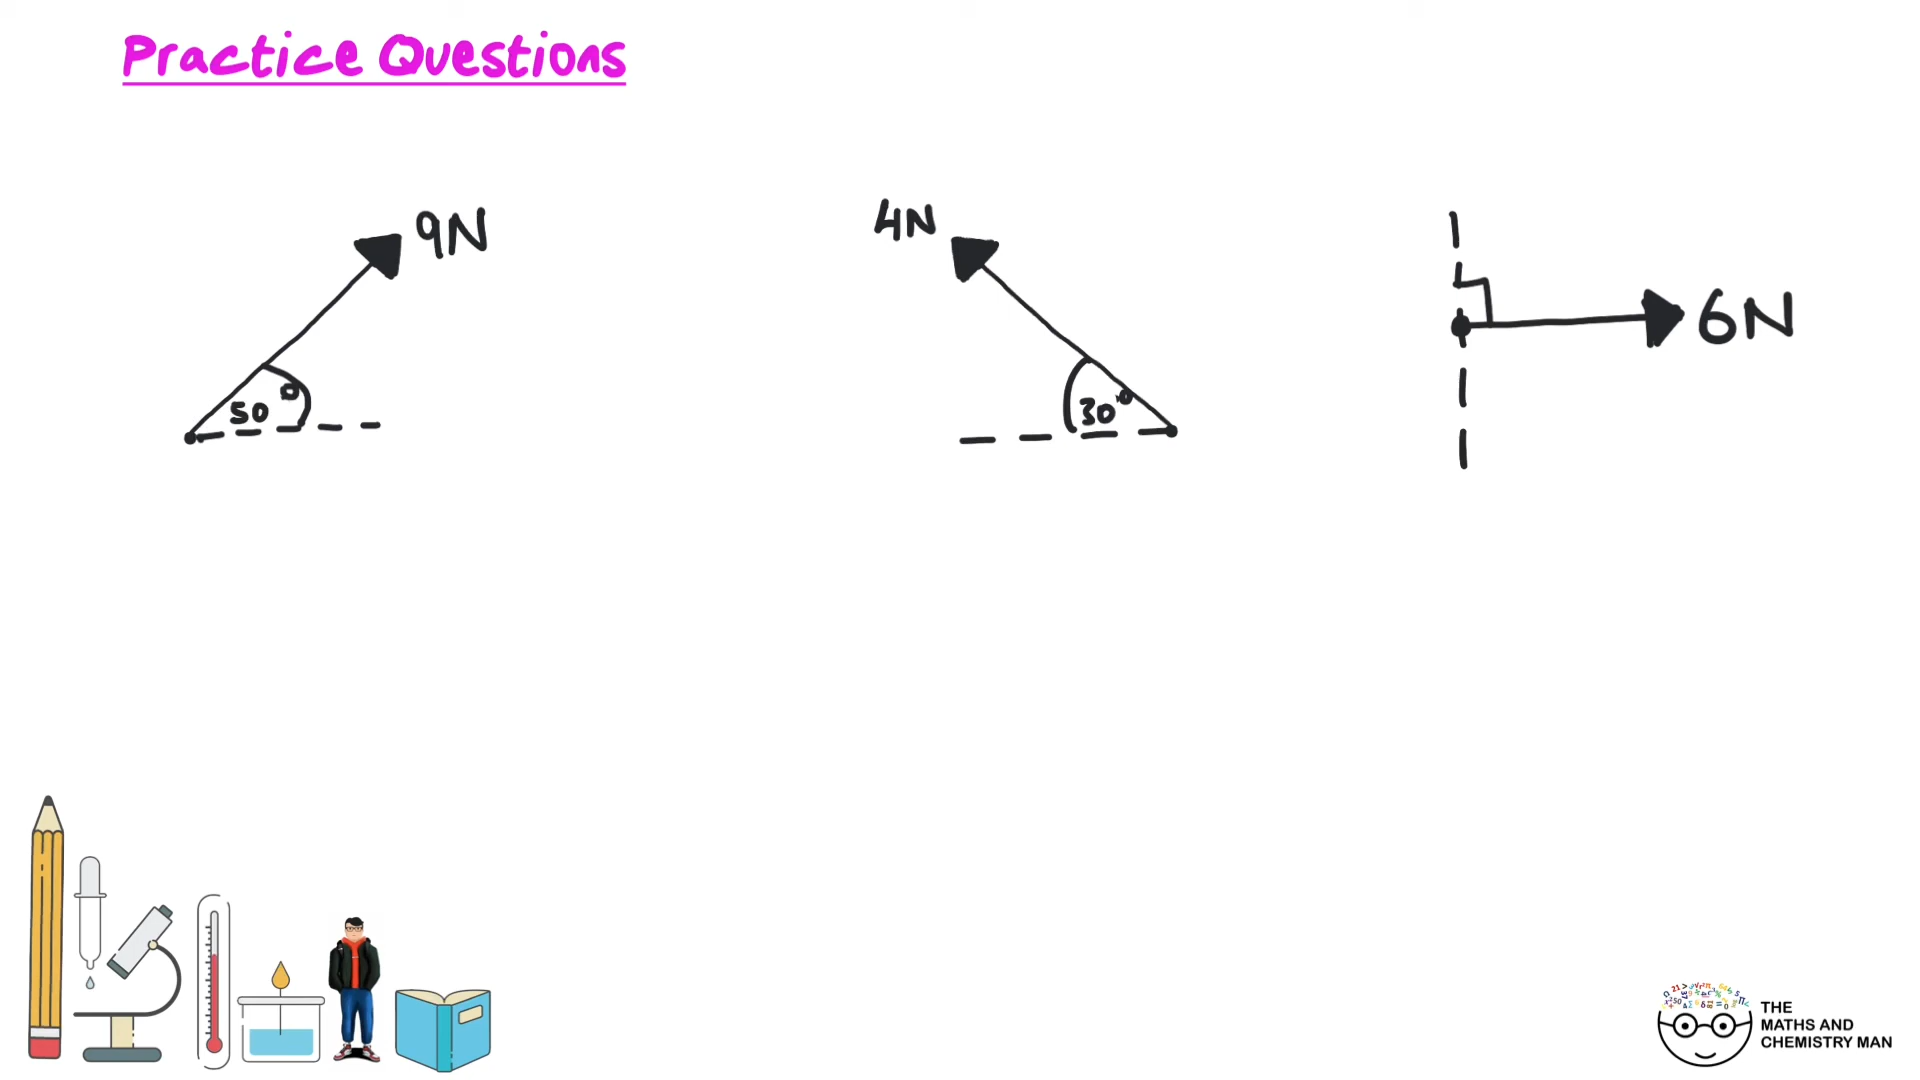 Practice Questions
9N
4N
6N
50°
30°
THE
MATHS AND
CHEMISTRY MAN